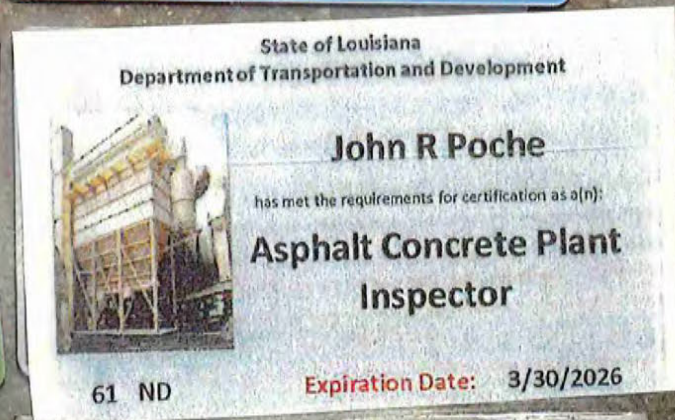 State of Louisiana
Department of Transportation and Development
John R Poche
has met the requirements for certification as a(n):
Asphalt Concrete Plant
Inspector
61 ND
Expiration Date: 3/30/2026